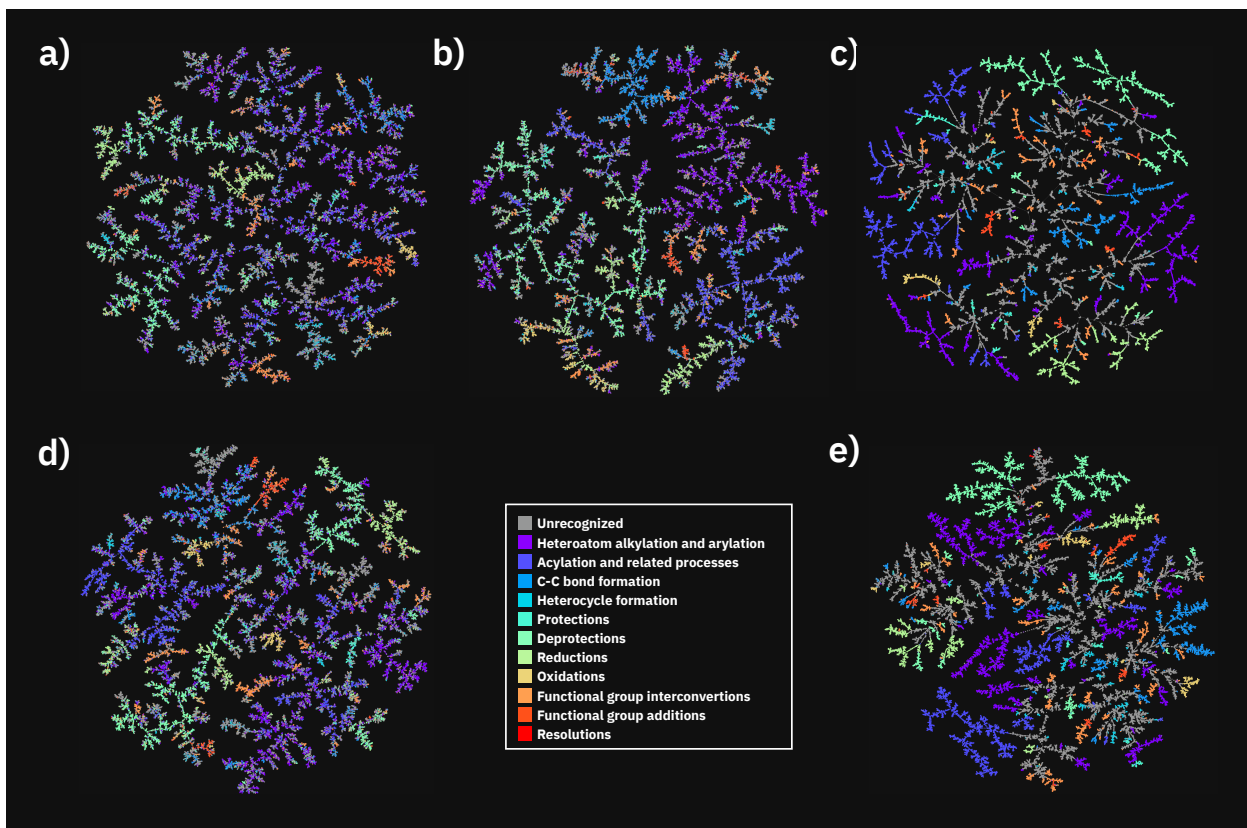 a)
b)
c)
d)
e)
Unrecognized
Heteroatom alkylation and arylation
Acylation and related processes
C-C bond formation
Heterocycle formation
Protections
Deprotections
Reductions
Oxidations
Functional group interconvertions
Functional group additions
Resolutions